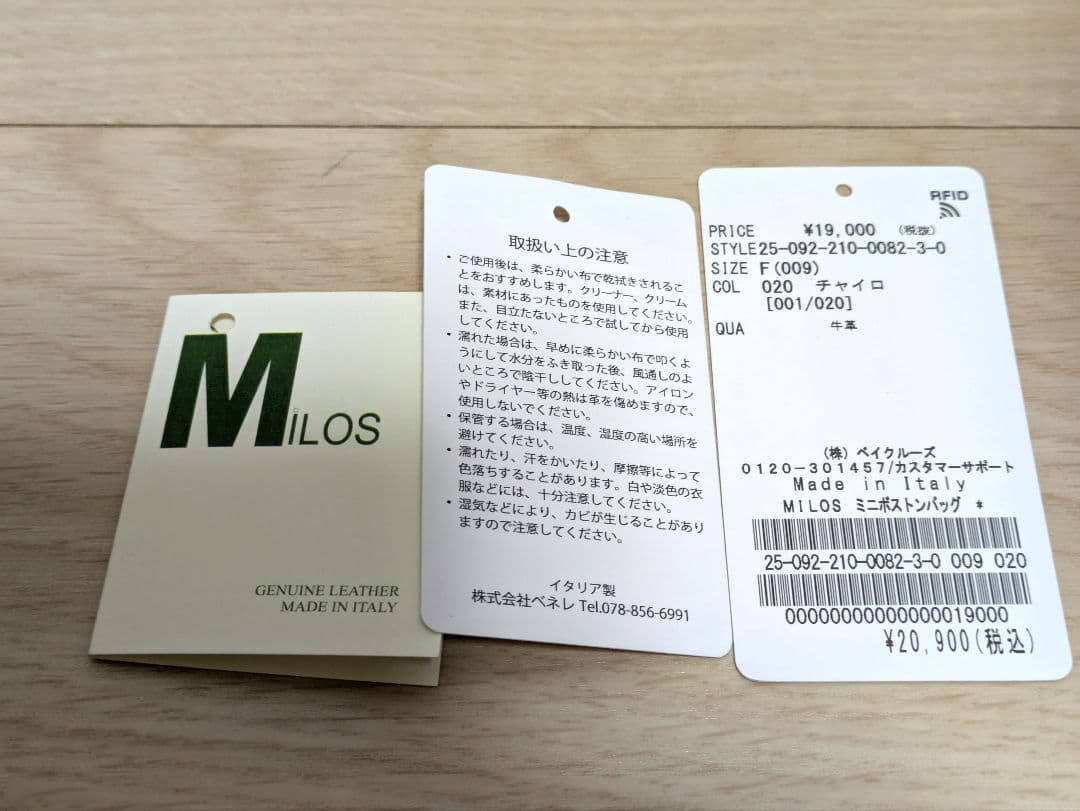 MiLOS
GENUINE LEATHER
MADE IN ITALY
取扱い上の注意
・ご使用後は、柔らかい布で乾拭きされるこ
とをおすすめします。クリーナー、クリーム
は、素材にあったものを使用してください。
また、目立たないところで試してから使用
してください。
・濡れた場合は、早めに柔らかい布で叩くよ
うにして水分をふき取った後、風通しのよ
いところで陰干ししてください。アイロン
やドライヤー等の熱は革を傷めますので、
使用しないでください。
・保管する場合は、温度、湿度の高い場所を
避けてください。
・濡れたり、汗をかいたり、摩擦等によって
色落ちすることがあります。白や淡色の衣
服などには、十分注意してください。
・湿気などにより、カビが生じることがあり
ますので注意してください。
イタリア製
株式会社ベネレ Tel.078-856-6991
RFID
PRICE ¥19,000 (税抜)
STYLE 25-092-210-0082-3-0
SIZE F(009)
COL 020 チャイロ
[001/020]
QUA 牛革
(株) ベイクルーズ
0120-301457/カスタマーサポート
Made in Italy
MILOS ミニボストンバッグ *
25-092-210-0082-3-0 009 020
00000000000000019000
¥20,900(税込)